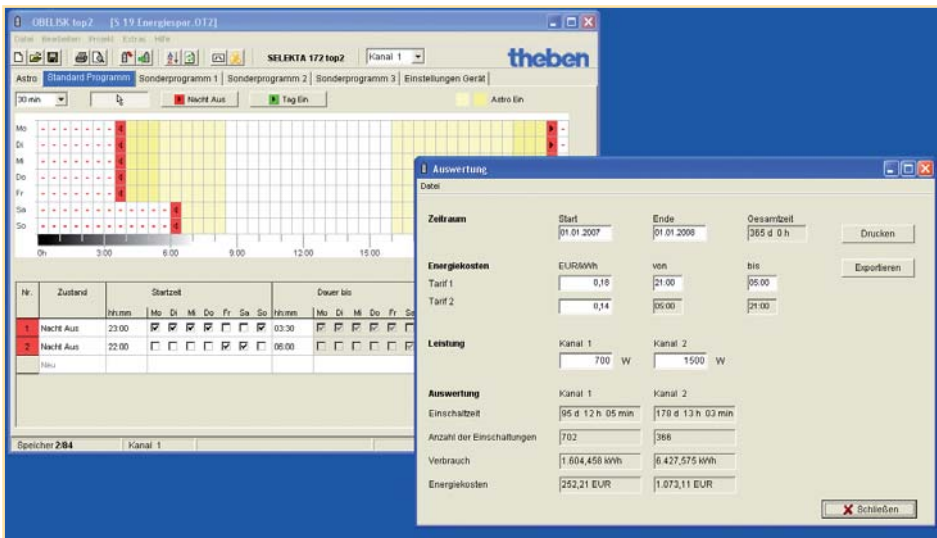 OBELISK top2 [S 19 Energiespar.OT2]
Datei Bearbeiten Projekt Extras Hilfe
SELEKTA 172 top2 Kanal 1
theben
Astro Standard Programm Sonderprogramm 1 Sonderprogramm 2 Sonderprogramm 3 Einstellungen Gerät
30 min Nacht Aus Tag Ein Astro Ein
Mo
Di
Mi
Do
Fr
Sa
So
0h 3:00 6:00 9:00 12:00 15:00
Nr. Zustand Startzeit Dauer bis
hh:mm Mo Di Mi Do Fr Sa So hh:mm Mo Di Mi Do Fr
1 Nacht Aus 23:00 03:30
2 Nacht Aus 22:00 06:00
Neu
Speicher 2/84 Kanal 1
Auswertung
Datei
Zeitraum Start Ende Gesamtzeit
01.01.2007 01.01.2008 365 d 0 h Drucken
Energiekosten EUR/kWh von bis Exportieren
Tarif 1 0,16 21:00 05:00
Tarif 2 0,14 05:00 21:00
Leistung Kanal 1 Kanal 2
700 W 1500 W
Auswertung Kanal 1 Kanal 2
Einschaltzeit 95 d 12 h 05 min 178 d 13 h 03 min
Anzahl der Einschaltungen 702 366
Verbrauch 1.604,458 kWh 6.427,575 kWh
Energiekosten 252,21 EUR 1.073,11 EUR
Schließen